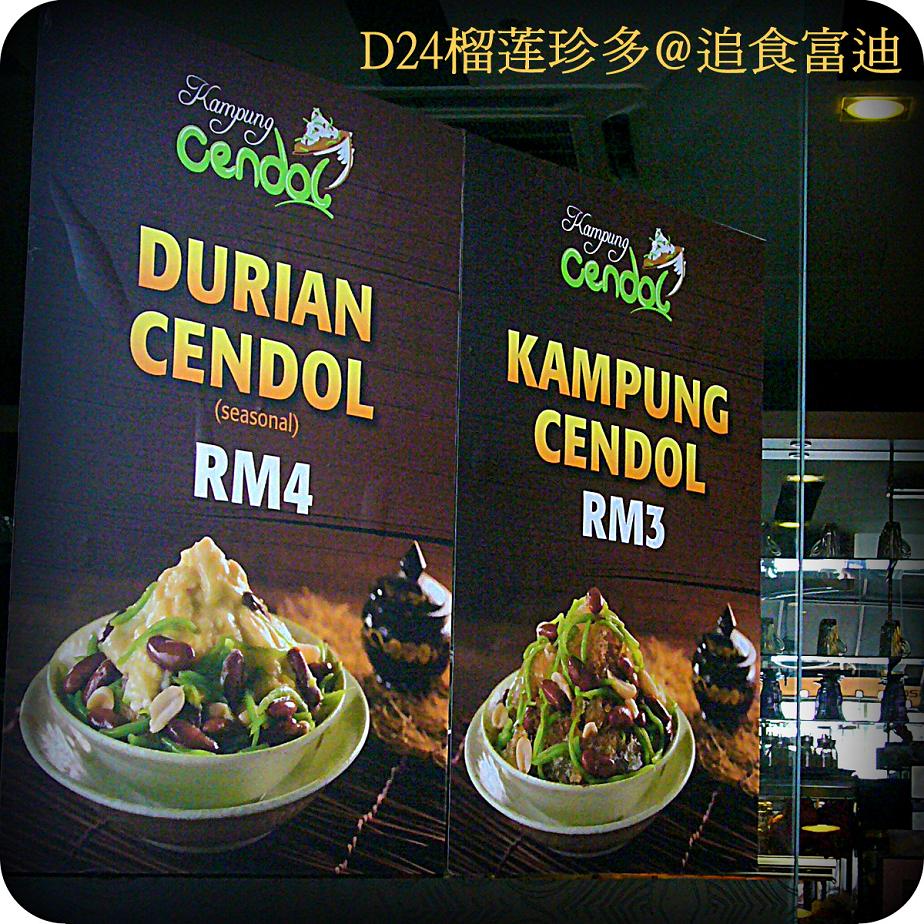 D24榴莲珍多@追食富迪
Kampung
Cendol
DURIAN
CENDOL
(seasonal)
RM4
Kampung
Cendol
KAMPUNG
CENDOL
RM3